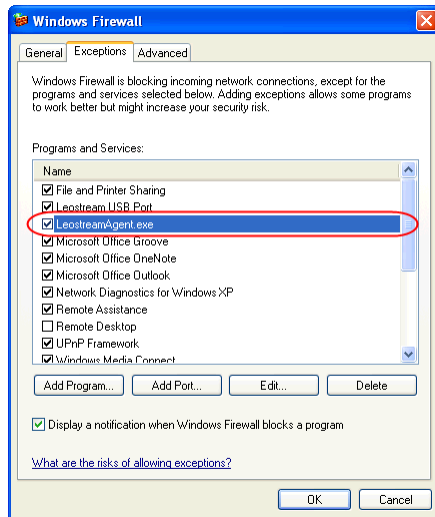 Windows Firewall
General
Exceptions
Advanced
Windows Firewall is blocking incoming network connections, except for the
programs and services selected below. Adding exceptions allows some programs
to work better but might increase your security risk.
Programs and Services:
Name
File and Printer Sharing
Leostream USB Port
LeostreamAgent.exe
Microsoft Office Groove
Microsoft Office OneNote
Microsoft Office Outlook
Network Diagnostics for Windows XP
Remote Assistance
Remote Desktop
UPnP Framework
Windows Media Connect
Add Program...
Add Port...
Edit...
Delete
Display a notification when Windows Firewall blocks a program
What are the risks of allowing exceptions?
OK
Cancel